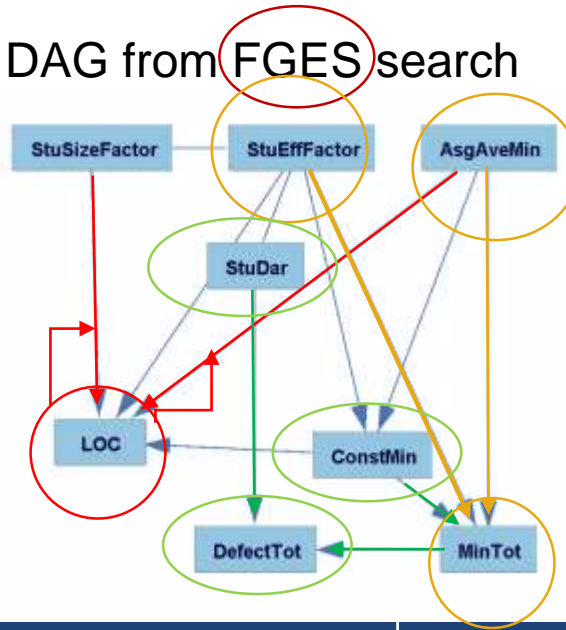 DAG from FGES search
StuSizeFactor
StuEffFactor
AsgAveMin
StuDar
LOC
ConstMin
DefectTot
MinTot